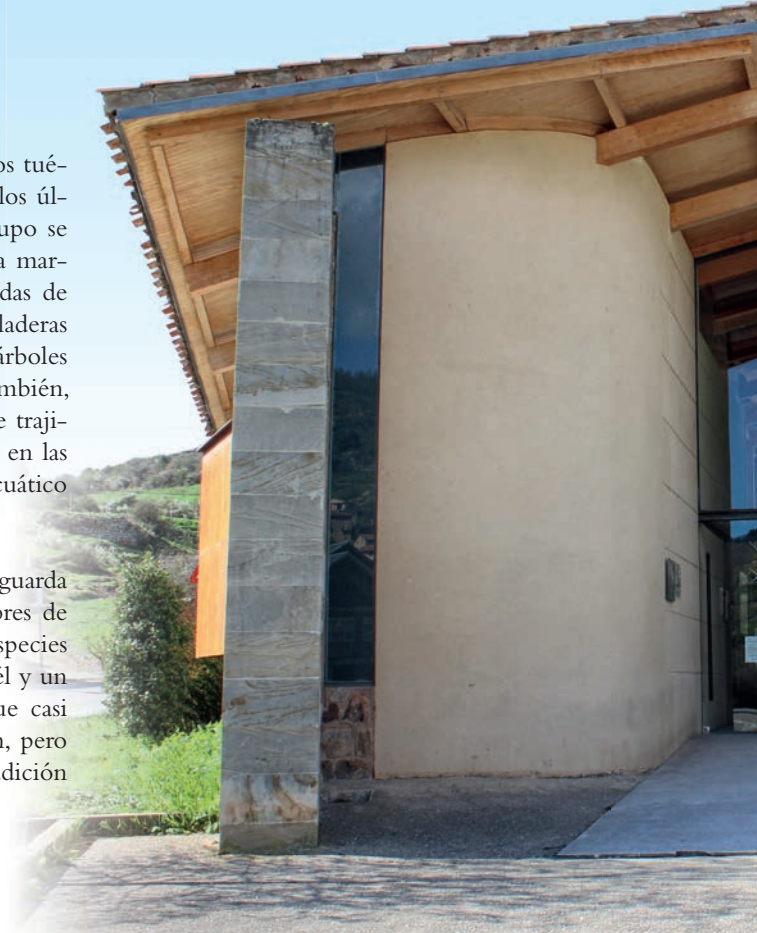 os tué-
los úl-
upo se
a mar-
das de
laderas
árboles
mbién,
e traji-
en las
cuático
guarda
ores de
species
él y un
ue casi
n, pero
dición